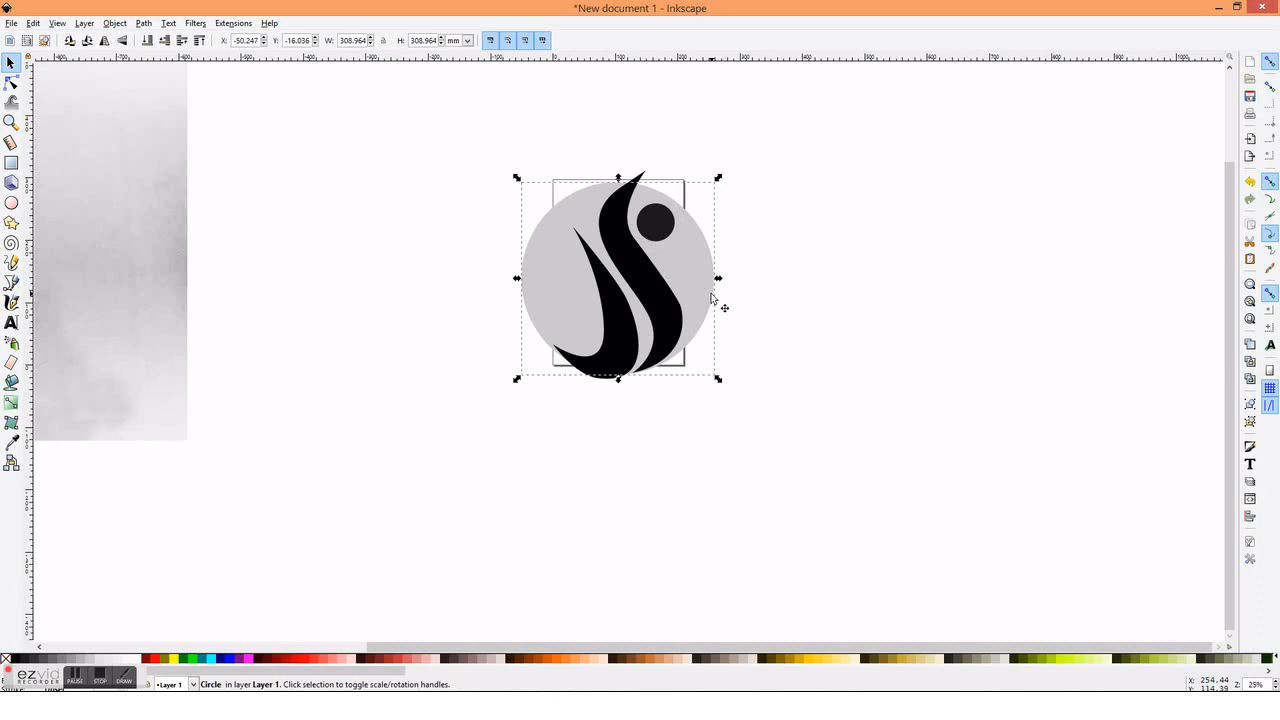 *New document 1 - Inkscape
File Edit View Layer Object Path Text Filters Extensions Help
X: -50.247 Y: -16.036 W: 308.964 H: 308.964 mm
ezvid
RECORDER
PAUSE STOP DRAW
•Layer 1
Circle in layer Layer 1. Click selection to toggle scale/rotation handles.
X: 254.44
Y: 114.39
Z: 25%